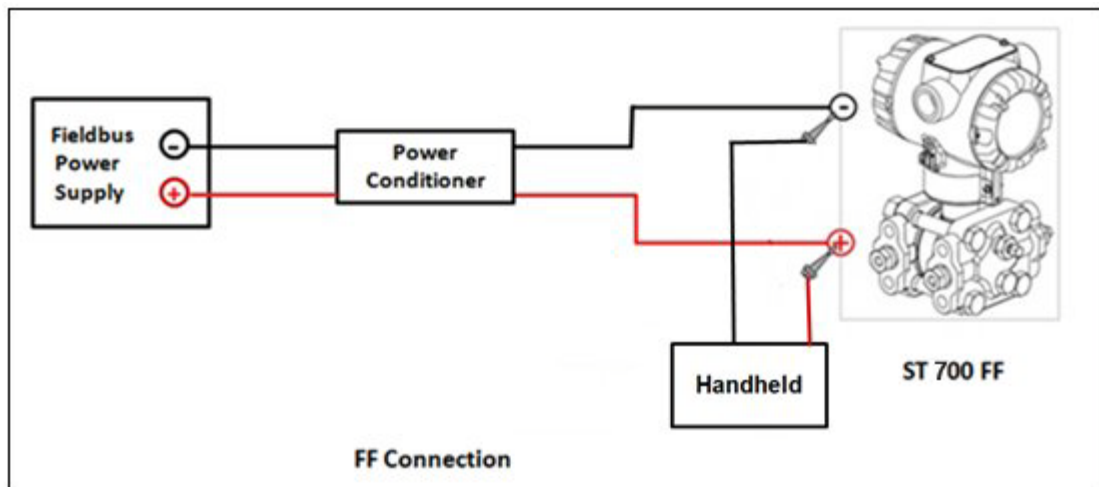 Fieldbus
Power
Supply
-
+
Power
Conditioner
-
+
Handheld
ST 700 FF
FF Connection